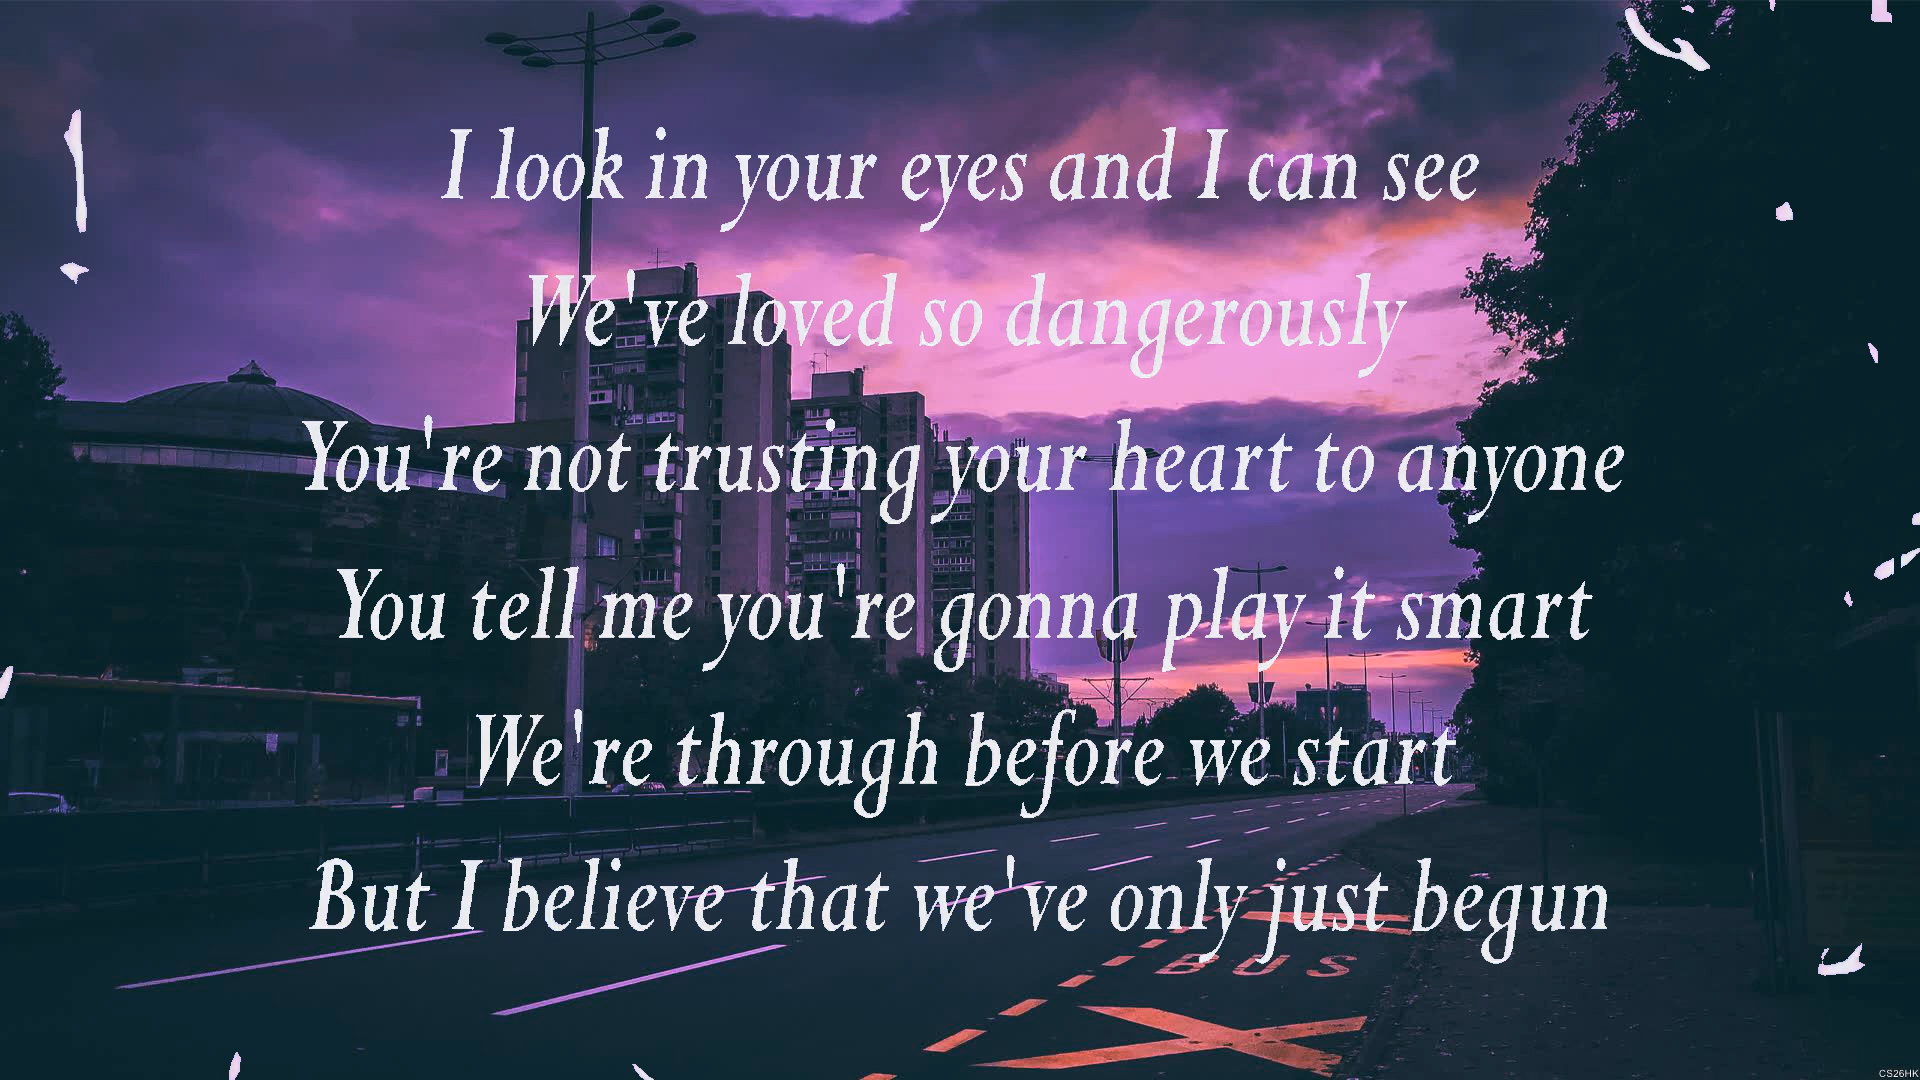 I look in your eyes and I can see
We've loved so dangerously
You're not trusting your heart to anyone
You tell me you're gonna play it smart
We're through before we start
But I believe that we've only just begun
BUS
CS26HK